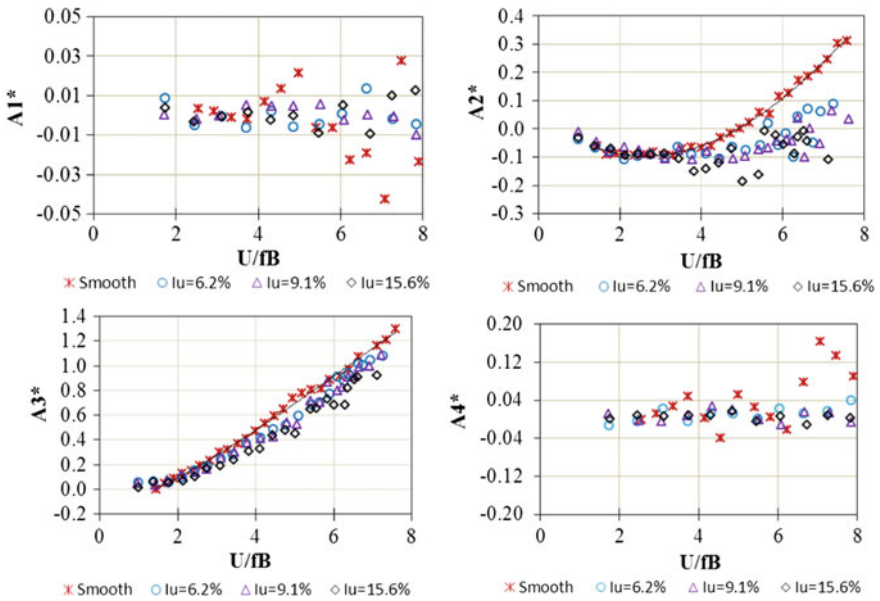 A1*
0.05
0.03
0.01
-0.01
-0.03
-0.05
0 2 4 6 8
U/fB
Smooth Iu=6.2% Iu=9.1% Iu=15.6%
A2*
0.4
0.3
0.2
0.1
0.0
-0.1
-0.2
-0.3
0 2 4 6 8
U/fB
Smooth Iu=6.2% Iu=9.1% Iu=15.6%
A3*
1.4
1.2
1.0
0.8
0.6
0.4
0.2
0.0
-0.2
0 2 4 6 8
U/fB
Smooth Iu=6.2% Iu=9.1% Iu=15.6%
A4*
0.20
0.12
0.04
-0.04
-0.12
-0.20
0 2 4 6 8
U/fB
Smooth Iu=6.2% Iu=9.1% Iu=15.6%